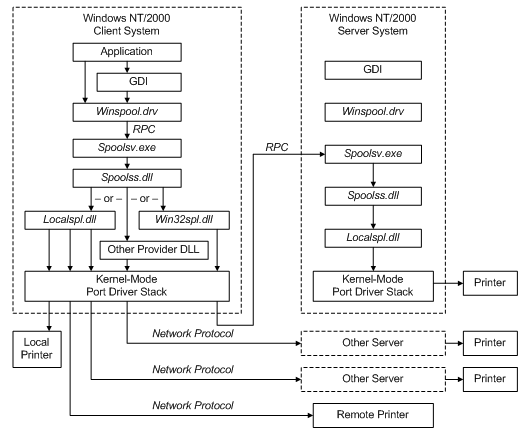 Windows NT/2000
Client System
Windows NT/2000
Server System
Application
GDI
GDI
Winspool.drv
Winspool.drv
RPC
RPC
Spoolsv.exe
Spoolsv.exe
Spoolss.dll
Spoolss.dll
– or –
– or –
Localspl.dll
Win32spl.dll
Localspl.dll
Other Provider DLL
Kernel-Mode
Port Driver Stack
Kernel-Mode
Port Driver Stack
Printer
Local
Printer
Network Protocol
Other Server
Printer
Network Protocol
Other Server
Printer
Network Protocol
Remote Printer